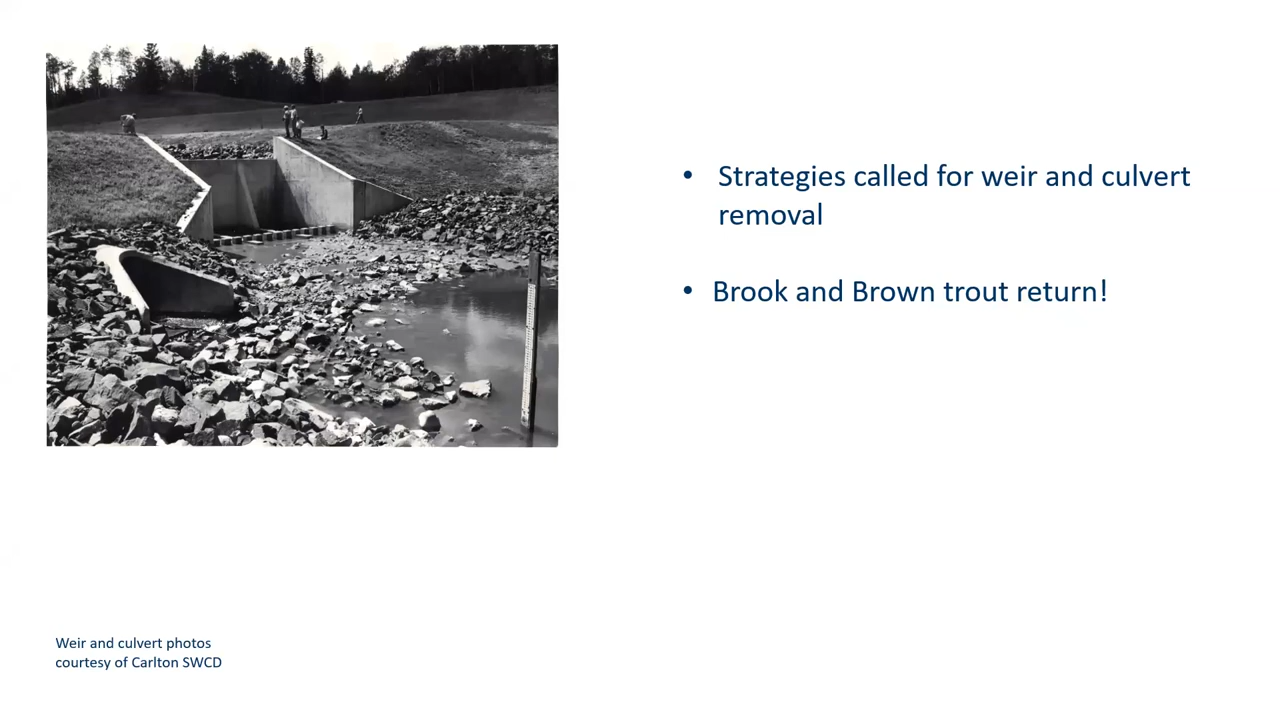 • Strategies called for weir and culvert
removal
• Brook and Brown trout return!
Weir and culvert photos
courtesy of Carlton SWCD